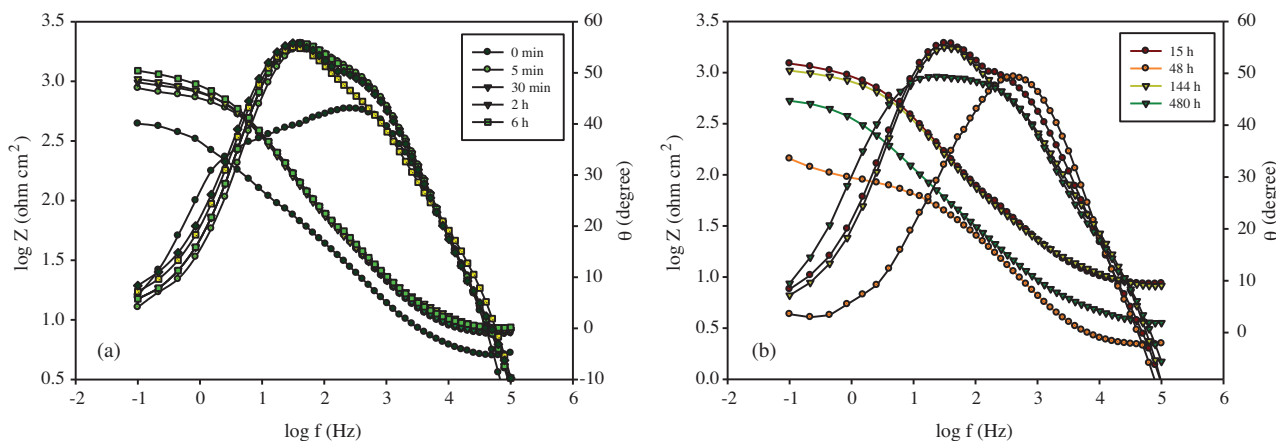 3.5
3.0
2.5
2.0
1.5
1.0
0.5
log Z (ohm cm²)
60
50
40
30
20
10
0
-10
θ (degree)
0 min
5 min
30 min
2 h
6 h
(a)
-2 -1 0 1 2 3 4 5 6
log f (Hz)
3.5
3.0
2.5
2.0
1.5
1.0
0.5
0.0
log Z (ohm cm²)
60
50
40
30
20
10
0
θ (degree)
15 h
48 h
144 h
480 h
(b)
-2 -1 0 1 2 3 4 5 6
log f (Hz)